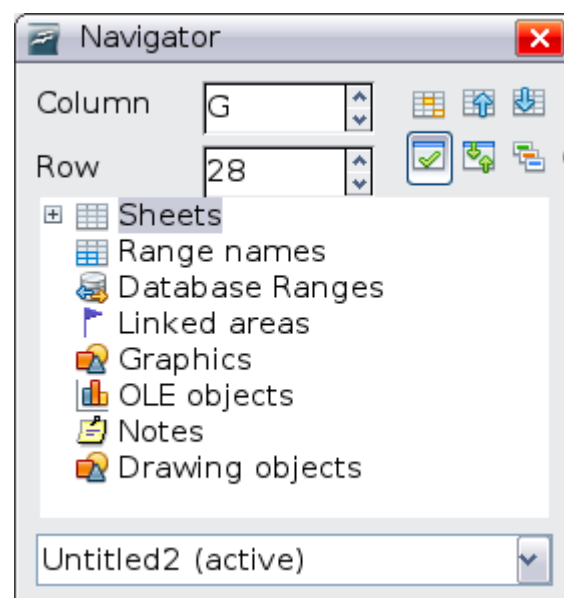 Navigator
Column G
Row 28
Sheets
Range names
Database Ranges
Linked areas
Graphics
OLE objects
Notes
Drawing objects
Untitled2 (active)